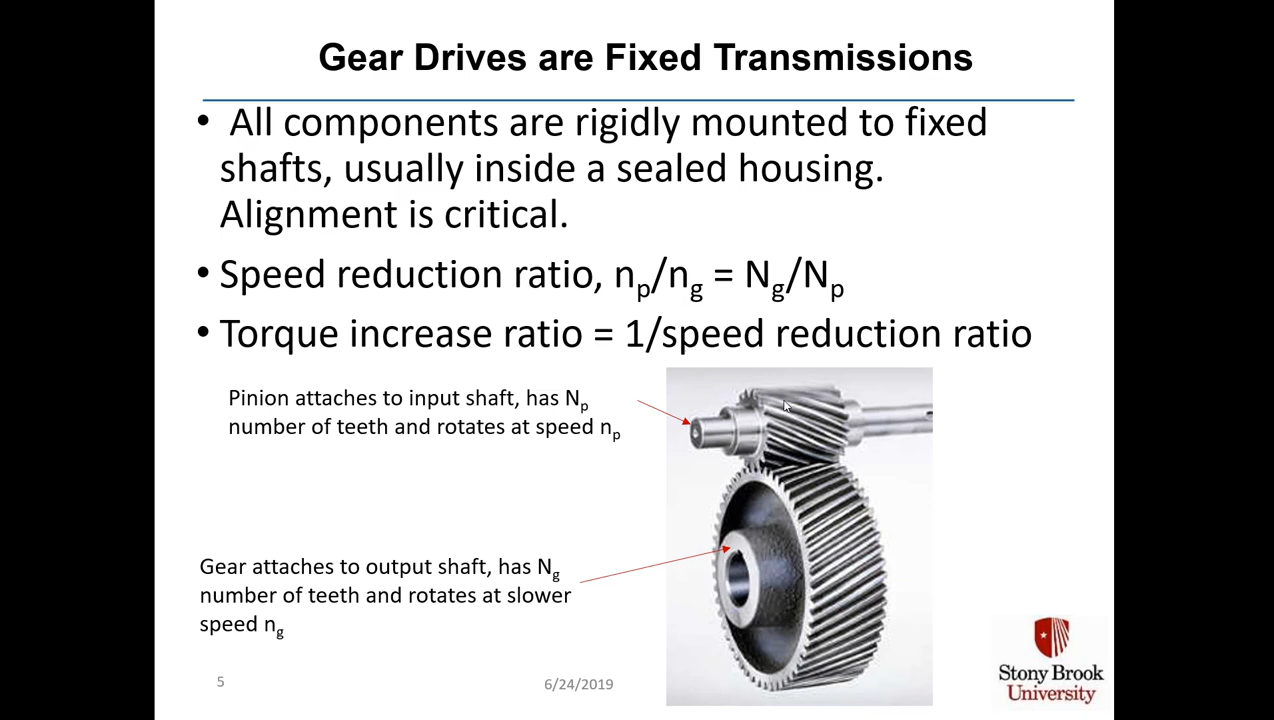 Gear Drives are Fixed Transmissions
• All components are rigidly mounted to fixed
shafts, usually inside a sealed housing.
Alignment is critical.
• Speed reduction ratio, np/ng = Ng/Np
• Torque increase ratio = 1/speed reduction ratio
Pinion attaches to input shaft, has Np
number of teeth and rotates at speed np
Gear attaches to output shaft, has Ng
number of teeth and rotates at slower
speed ng
5
6/24/2019
Stony Brook
University